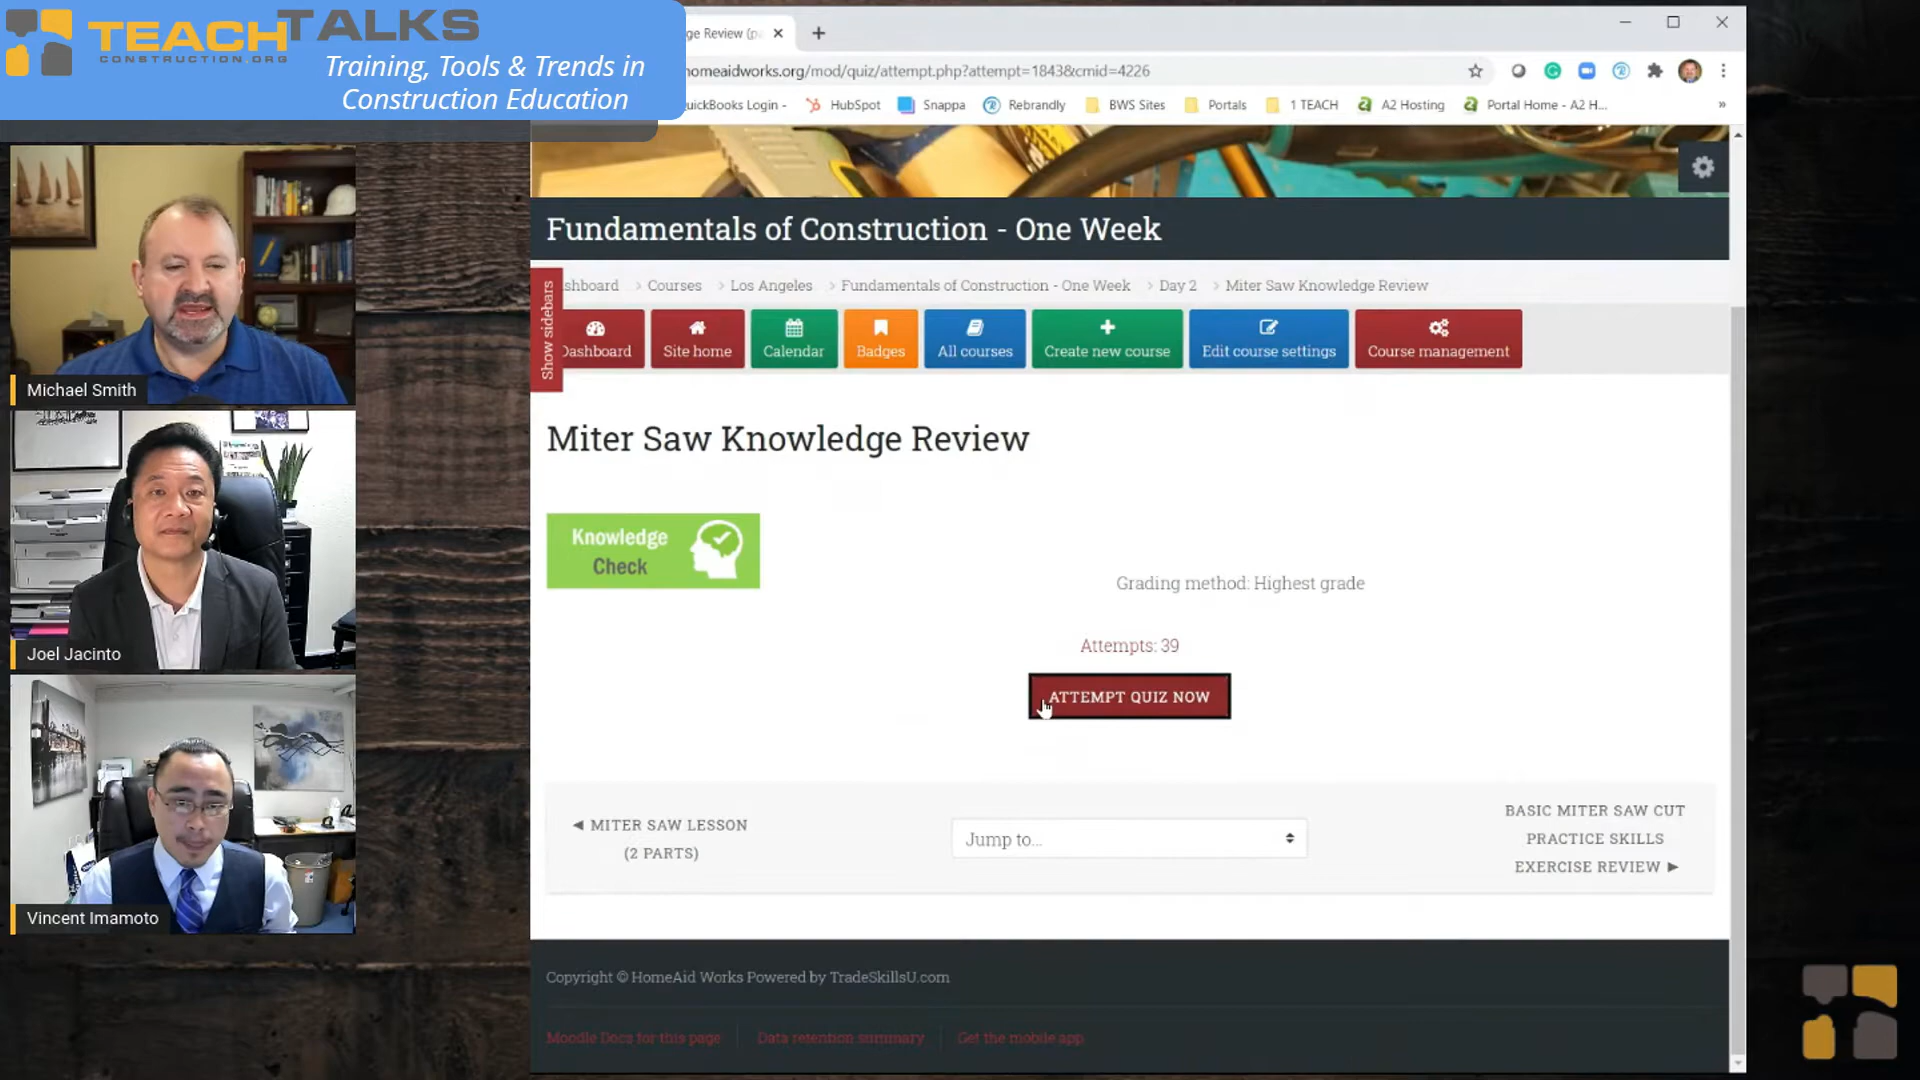 TEACH TALKS
CONSTRUCTION.ORG
Training, Tools & Trends in
Construction Education
ge Review (p
omeaidworks.org/mod/quiz/attempt.php?attempt=1843&cmid=4226
uickBooks Login -
HubSpot
Snappa
Rebrandly
BWS Sites
Portals
1 TEACH
A2 Hosting
Portal Home - A2 H...
»
Fundamentals of Construction - One Week
Show sidebars
shboard > Courses > Los Angeles > Fundamentals of Construction - One Week > Day 2 > Miter Saw Knowledge Review
Dashboard
Site home
Calendar
Badges
All courses
Create new course
Edit course settings
Course management
Miter Saw Knowledge Review
Knowledge
Check
Grading method: Highest grade
Attempts: 39
ATTEMPT QUIZ NOW
◄ MITER SAW LESSON
(2 PARTS)
Jump to...
BASIC MITER SAW CUT
PRACTICE SKILLS
EXERCISE REVIEW ►
Copyright © HomeAid Works Powered by TradeSkillsU.com
Moodle Docs for this page
Data retention summary
Get the mobile app
Michael Smith
Joel Jacinto
Vincent Imamoto